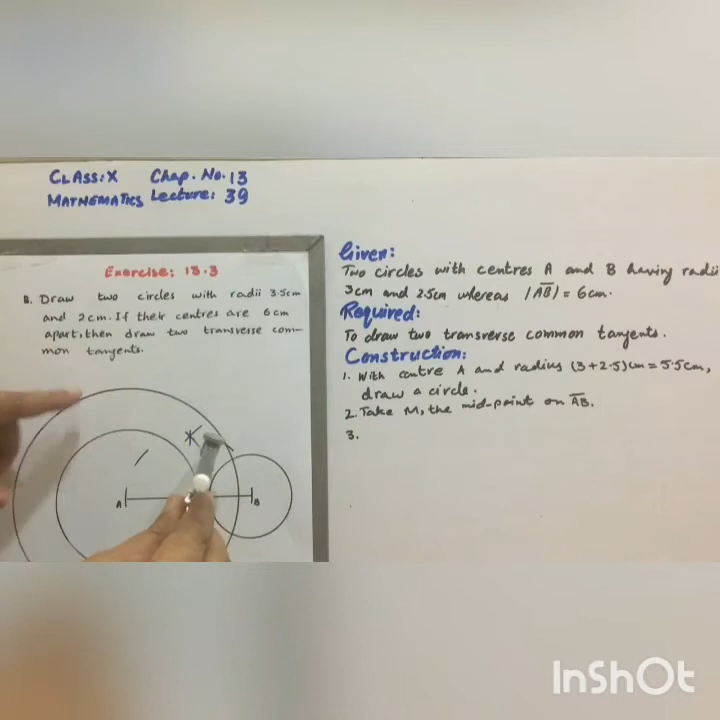 CLASS:X Chap. No. 13
MATHEMATICS Lecture: 39
Exercise: 13.3
8. Draw two circles with radii 3.5cm
and 2cm. If their centres are 6cm
apart, then draw two transverse com-
mon tangents.
A B
Given:
Two circles with centres A and B having radii
3cm and 2.5cm whereas |AB| = 6cm.
Required:
To draw two transverse common tangents.
Construction:
1. With centre A and radius (3+2.5)cm = 5.5cm,
draw a circle.
2. Take M, the mid-point on AB.
3.
InShOt